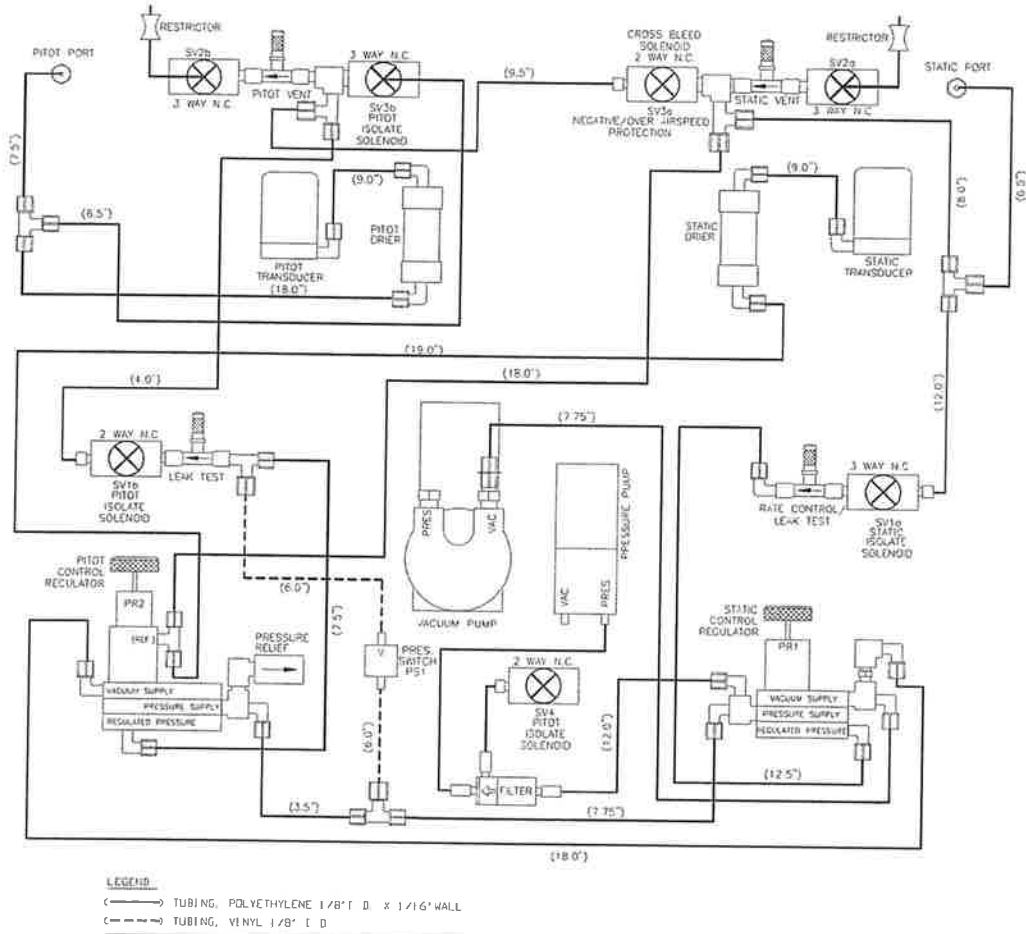 RESTRICTOR
PITOT PORT
SV2b
3 WAY N.C.
PITOT VENT
3 WAY N.C.
SV3b
PITOT
ISOLATE
SOLENOID
(9.5")
CROSS BLEED
SOLENOID
2 WAY N.C.
SV3a
NEGATIVE/OVER AIRSPEED
PROTECTION
STATIC VENT
SV2a
3 WAY N.C.
RESTRICTOR
STATIC PORT
(7.5")
(6.5")
(9.0")
PITOT
DRIER
PITOT
TRANSDUCER
(18.0")
(9.0")
STATIC
DRIER
STATIC
TRANSDUCER
(8.0")
(19.0")
(4.0")
(18.0")
(7.75")
(12.0")
2 WAY N.C.
SV1b
PITOT
ISOLATE
SOLENOID
LEAK TEST
PRES
VAC
VACUUM PUMP
PRESSURE PUMP
VAC
PRES
3 WAY N.C.
RATE CONTROL/
LEAK TEST
SV1a
STATIC
ISOLATE
SOLENOID
PITOT
CONTROL
REGULATOR
PR2
(REF.)
(6.0")
(7.5")
PRESSURE
RELIEF
VACUUM SUPPLY
PRESSURE SUPPLY
REGULATED PRESSURE
V
PRES.
SWITCH
PS1
2 WAY N.C.
SV4
PITOT
ISOLATE
SOLENOID
(6.0")
(12.0")
FILTER
STATIC
CONTROL
REGULATOR
PR1
VACUUM SUPPLY
PRESSURE SUPPLY
REGULATED PRESSURE
(12.5")
(3.5")
(7.75")
(18.0")
LEGEND
TUBING, POLYETHYLENE 1/8" I.D. X 1/16" WALL
TUBING, VINYL 1/8" I.D.